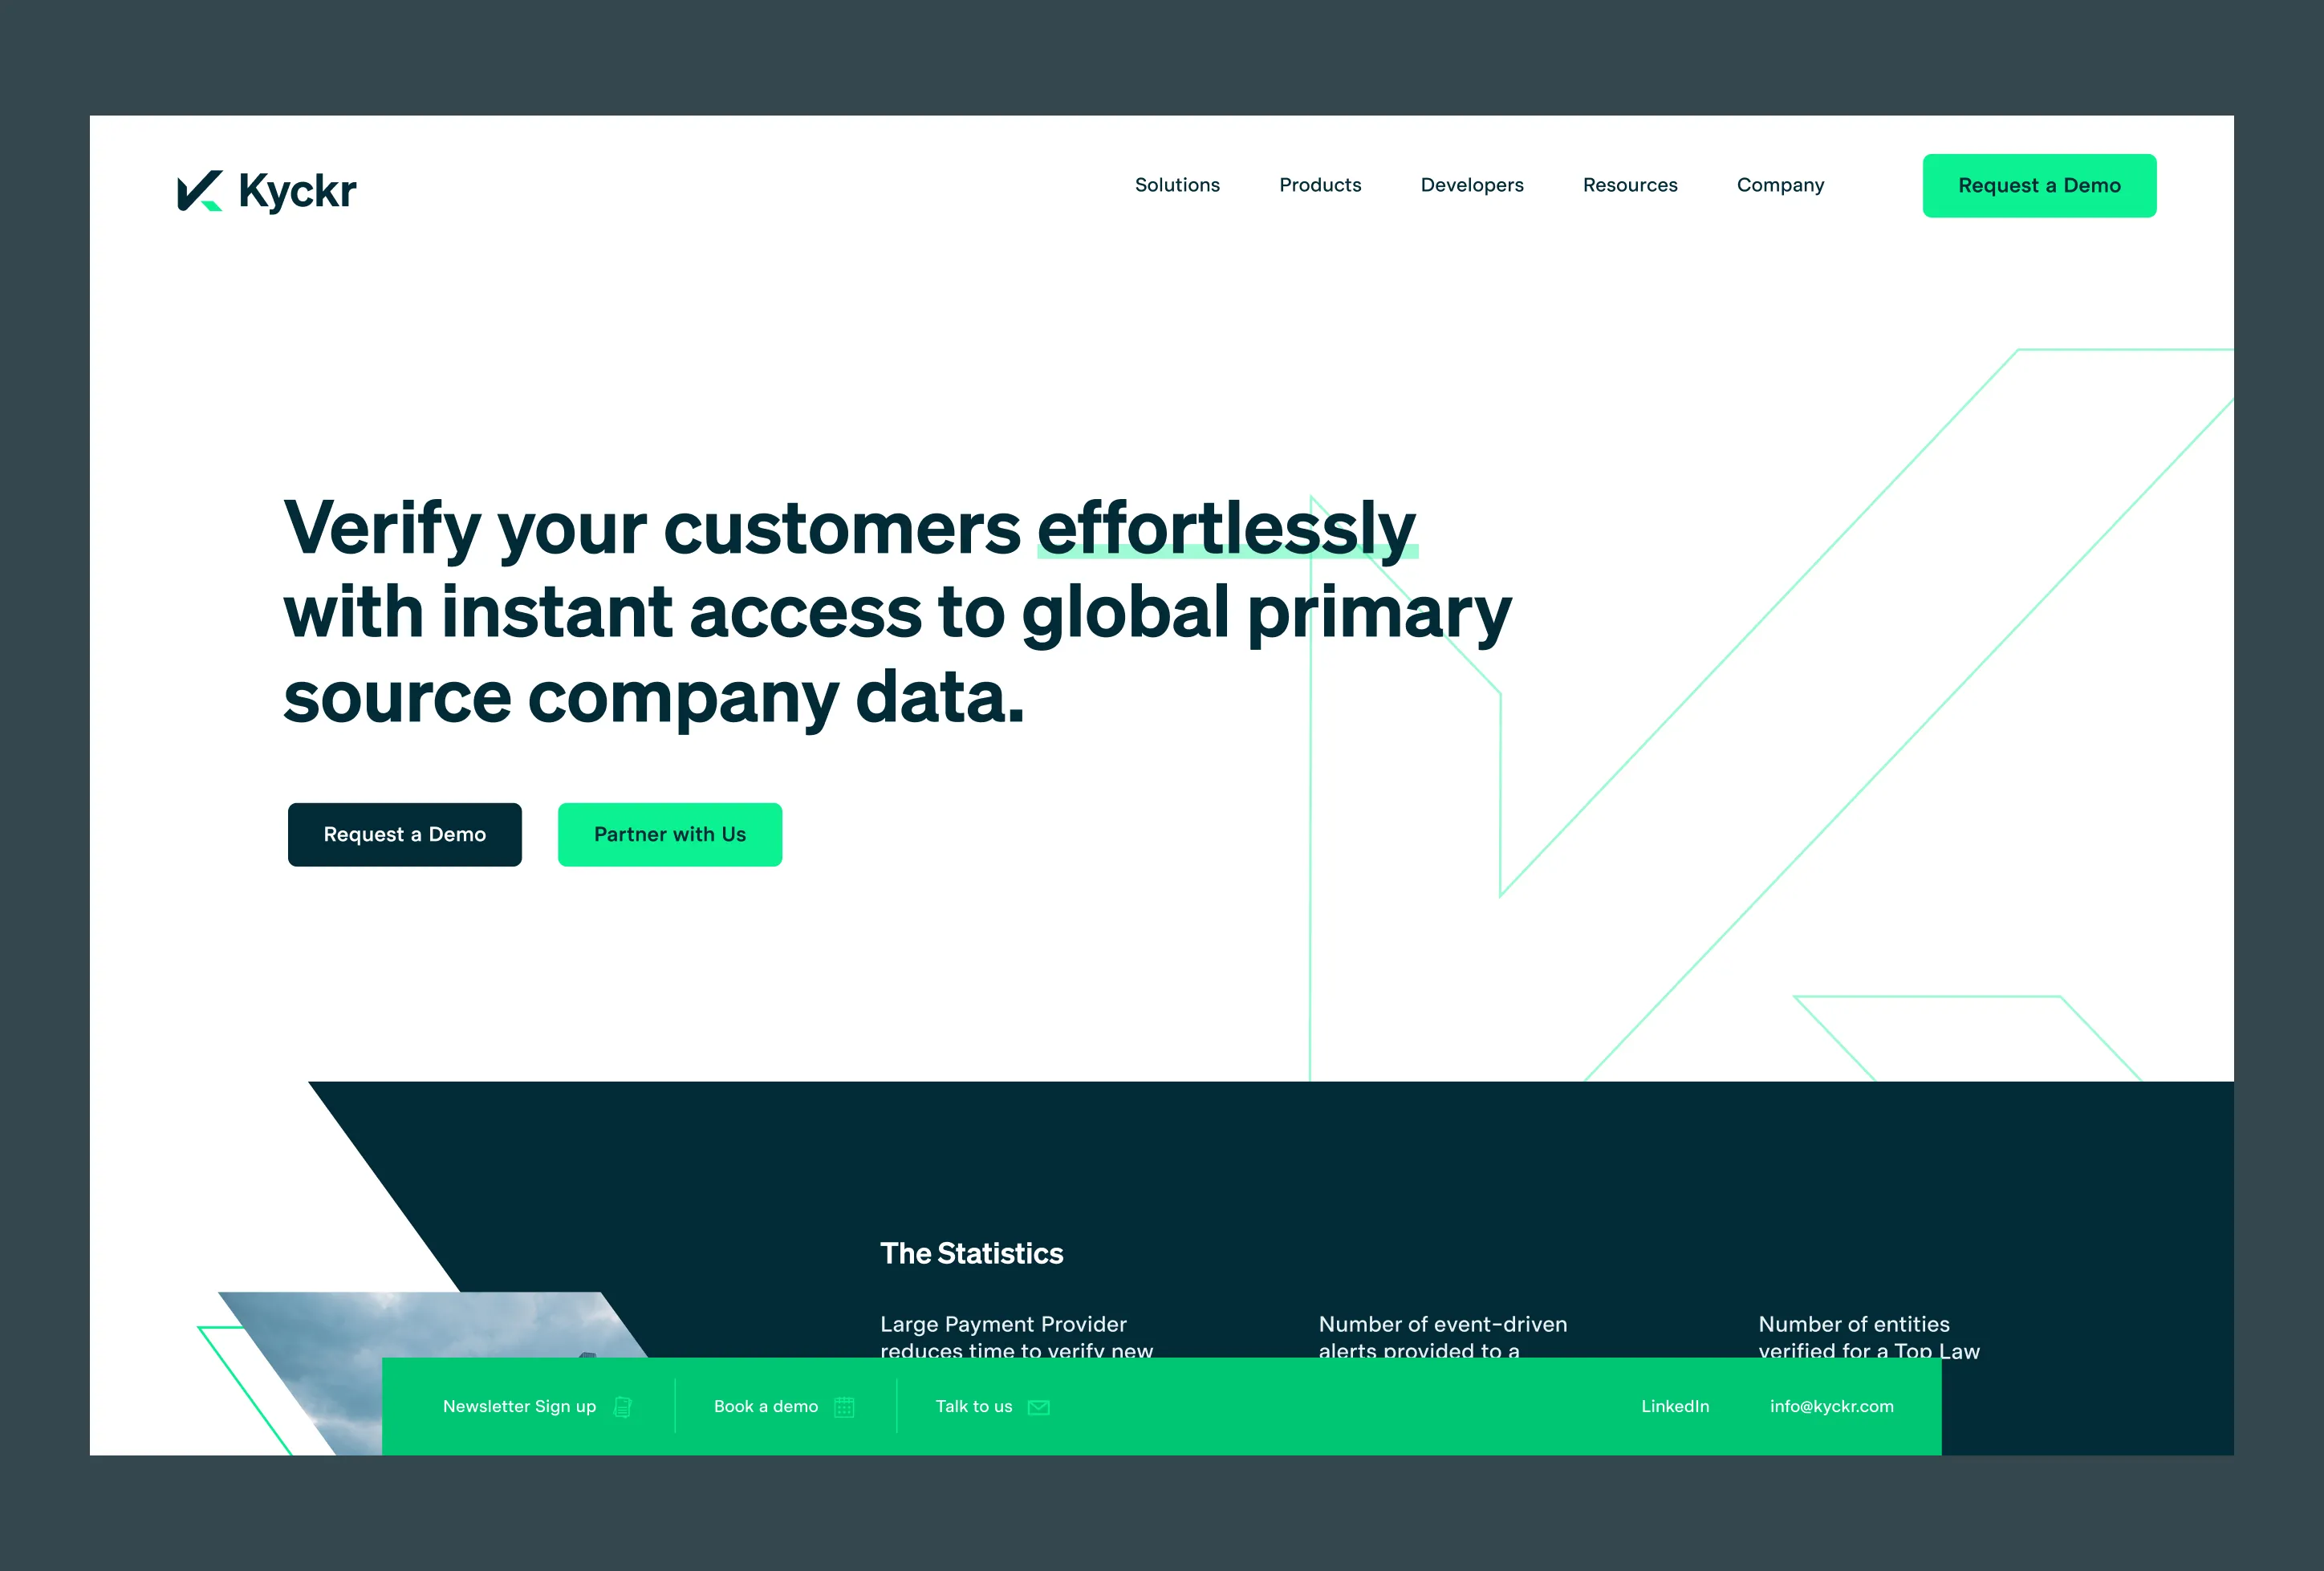 Kyckr
Solutions
Products
Developers
Resources
Company
Request a Demo
Verify your customers effortlessly
with instant access to global primary
source company data.
Request a Demo
Partner with Us
The Statistics
Large Payment Provider
reduces time to verify new
Number of event-driven
alerts provided to a
Number of entities
verified for a Top Law
Newsletter Sign up
Book a demo
Talk to us
LinkedIn
info@kyckr.com